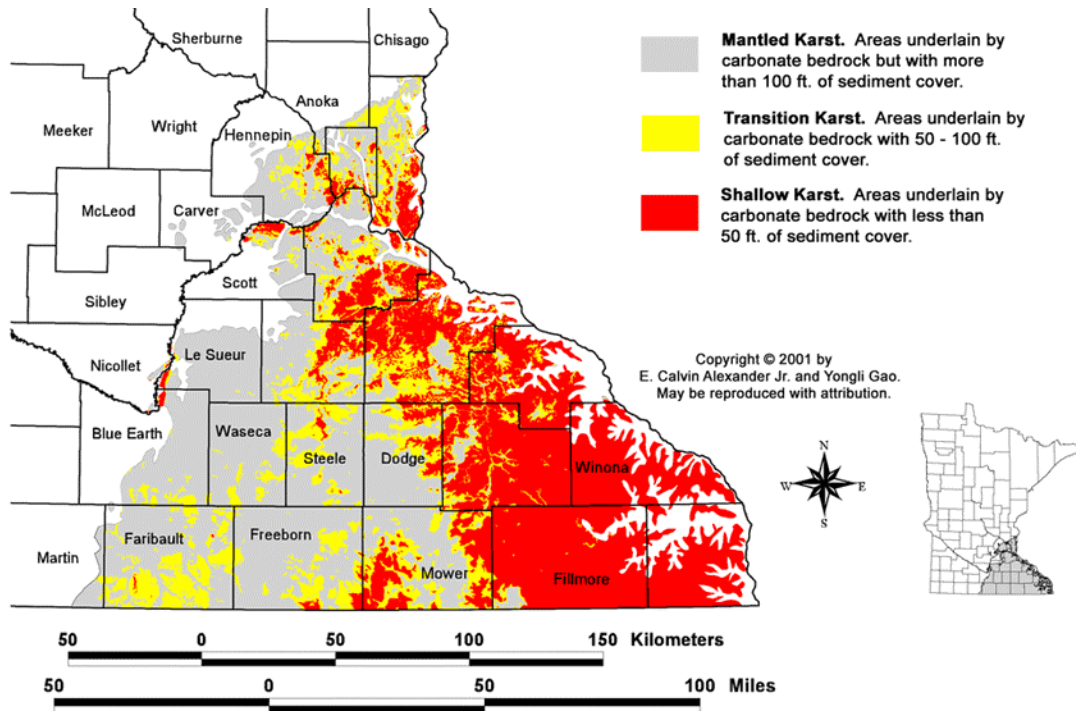 Sherburne
Chisago
Anoka
Meeker
Wright
Hennepin
McLeod
Carver
Scott
Sibley
Nicollet
Le Sueur
Blue Earth
Waseca
Steele
Dodge
Winona
Martin
Faribault
Freeborn
Mower
Fillmore
Mantled Karst. Areas underlain by
carbonate bedrock but with more
than 100 ft. of sediment cover.
Transition Karst. Areas underlain by
carbonate bedrock with 50 - 100 ft.
of sediment cover.
Shallow Karst. Areas underlain by
carbonate bedrock with less than
50 ft. of sediment cover.
Copyright © 2001 by
E. Calvin Alexander Jr. and Yongli Gao.
May be reproduced with attribution.
N
W E
S
50 0 50 100 150 Kilometers
50 0 50 100 Miles